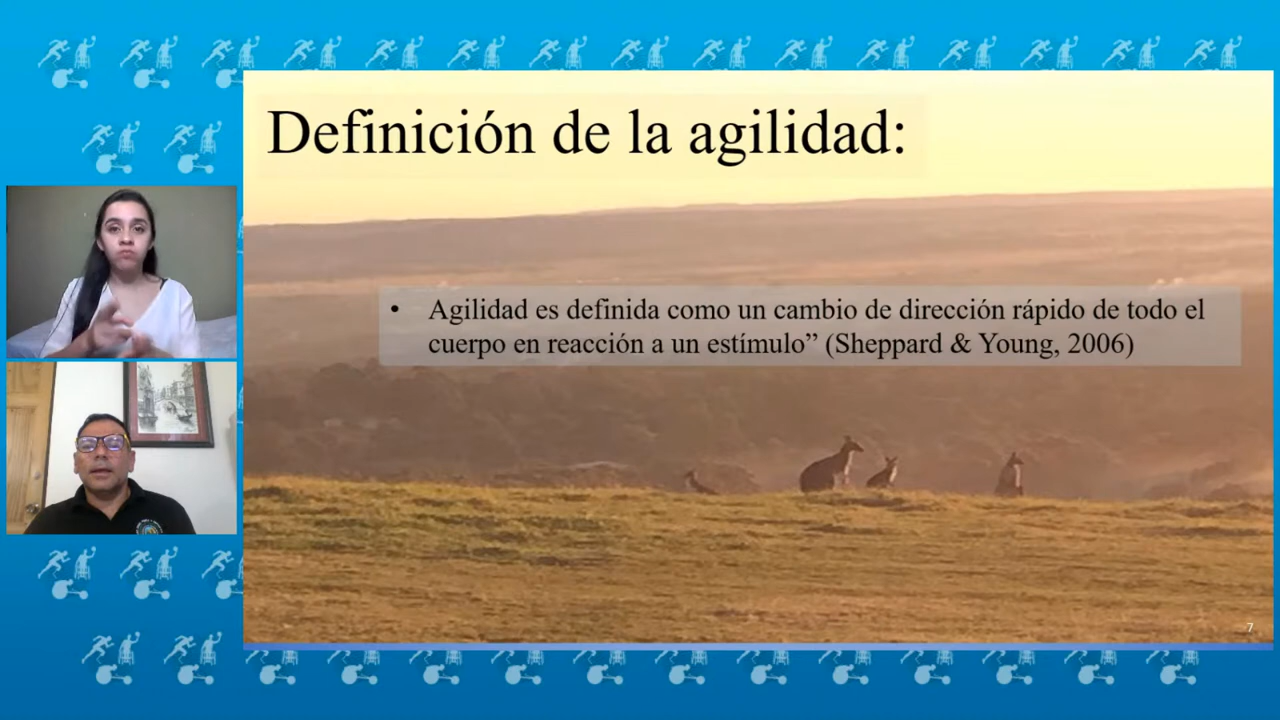 Definición de la agilidad:
• Agilidad es definida como un cambio de dirección rápido de todo el
cuerpo en reacción a un estímulo” (Sheppard & Young, 2006)
7